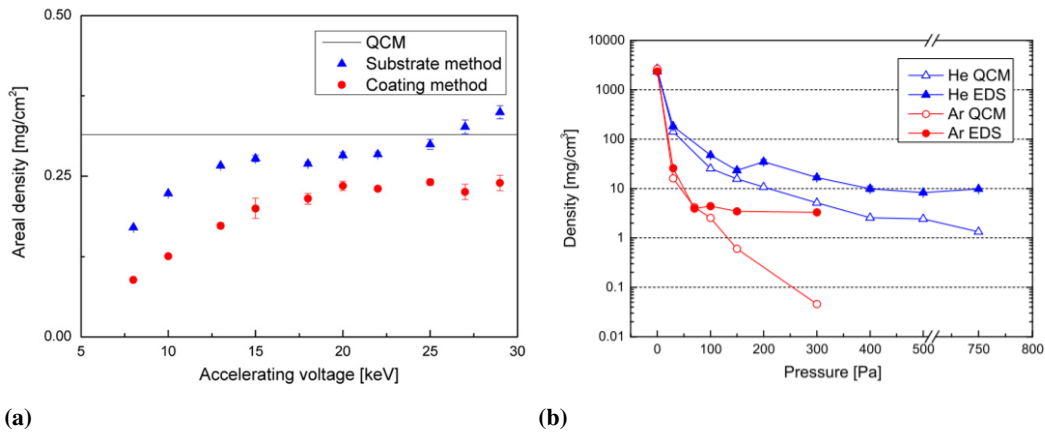 0.50
0.25
0.00
Areal density [mg/cm²]
QCM
Substrate method
Coating method
5 10 15 20 25 30
Accelerating voltage [keV]
(a)
10000
1000
100
10
1
0.1
0.01
Density [mg/cm³]
He QCM
He EDS
Ar QCM
Ar EDS
0 100 200 300 400 500 750 800
Pressure [Pa]
(b)